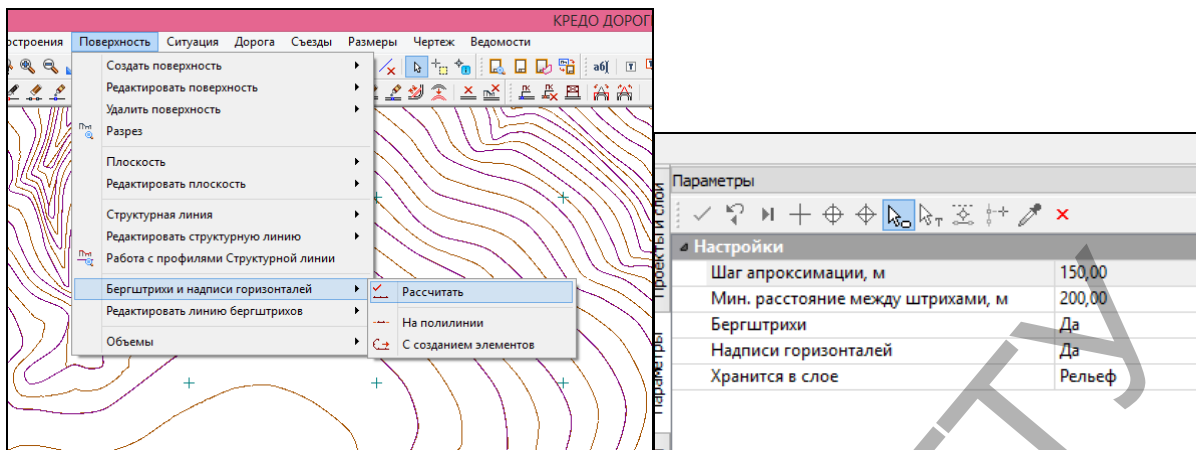 КРЕДО ДОРОГ
остроения Поверхность Ситуация Дорога Съезды Размеры Чертеж Ведомости
Создать поверхность
Редактировать поверхность
Удалить поверхность
Разрез
Плоскость
Редактировать плоскость
Структурная линия
Редактировать структурную линию
Работа с профилями Структурной линии
Бергштрихи и надписи горизонталей
Редактировать линию бергштрихов
Объемы
Рассчитать
На полилинии
С созданием элементов
Проекты и слои
Параметры
Параметры
Настройки
Шаг апроксимации, м 150,00
Мин. расстояние между штрихами, м 200,00
Бергштрихи Да
Надписи горизонталей Да
Хранится в слое Рельеф
ТУ